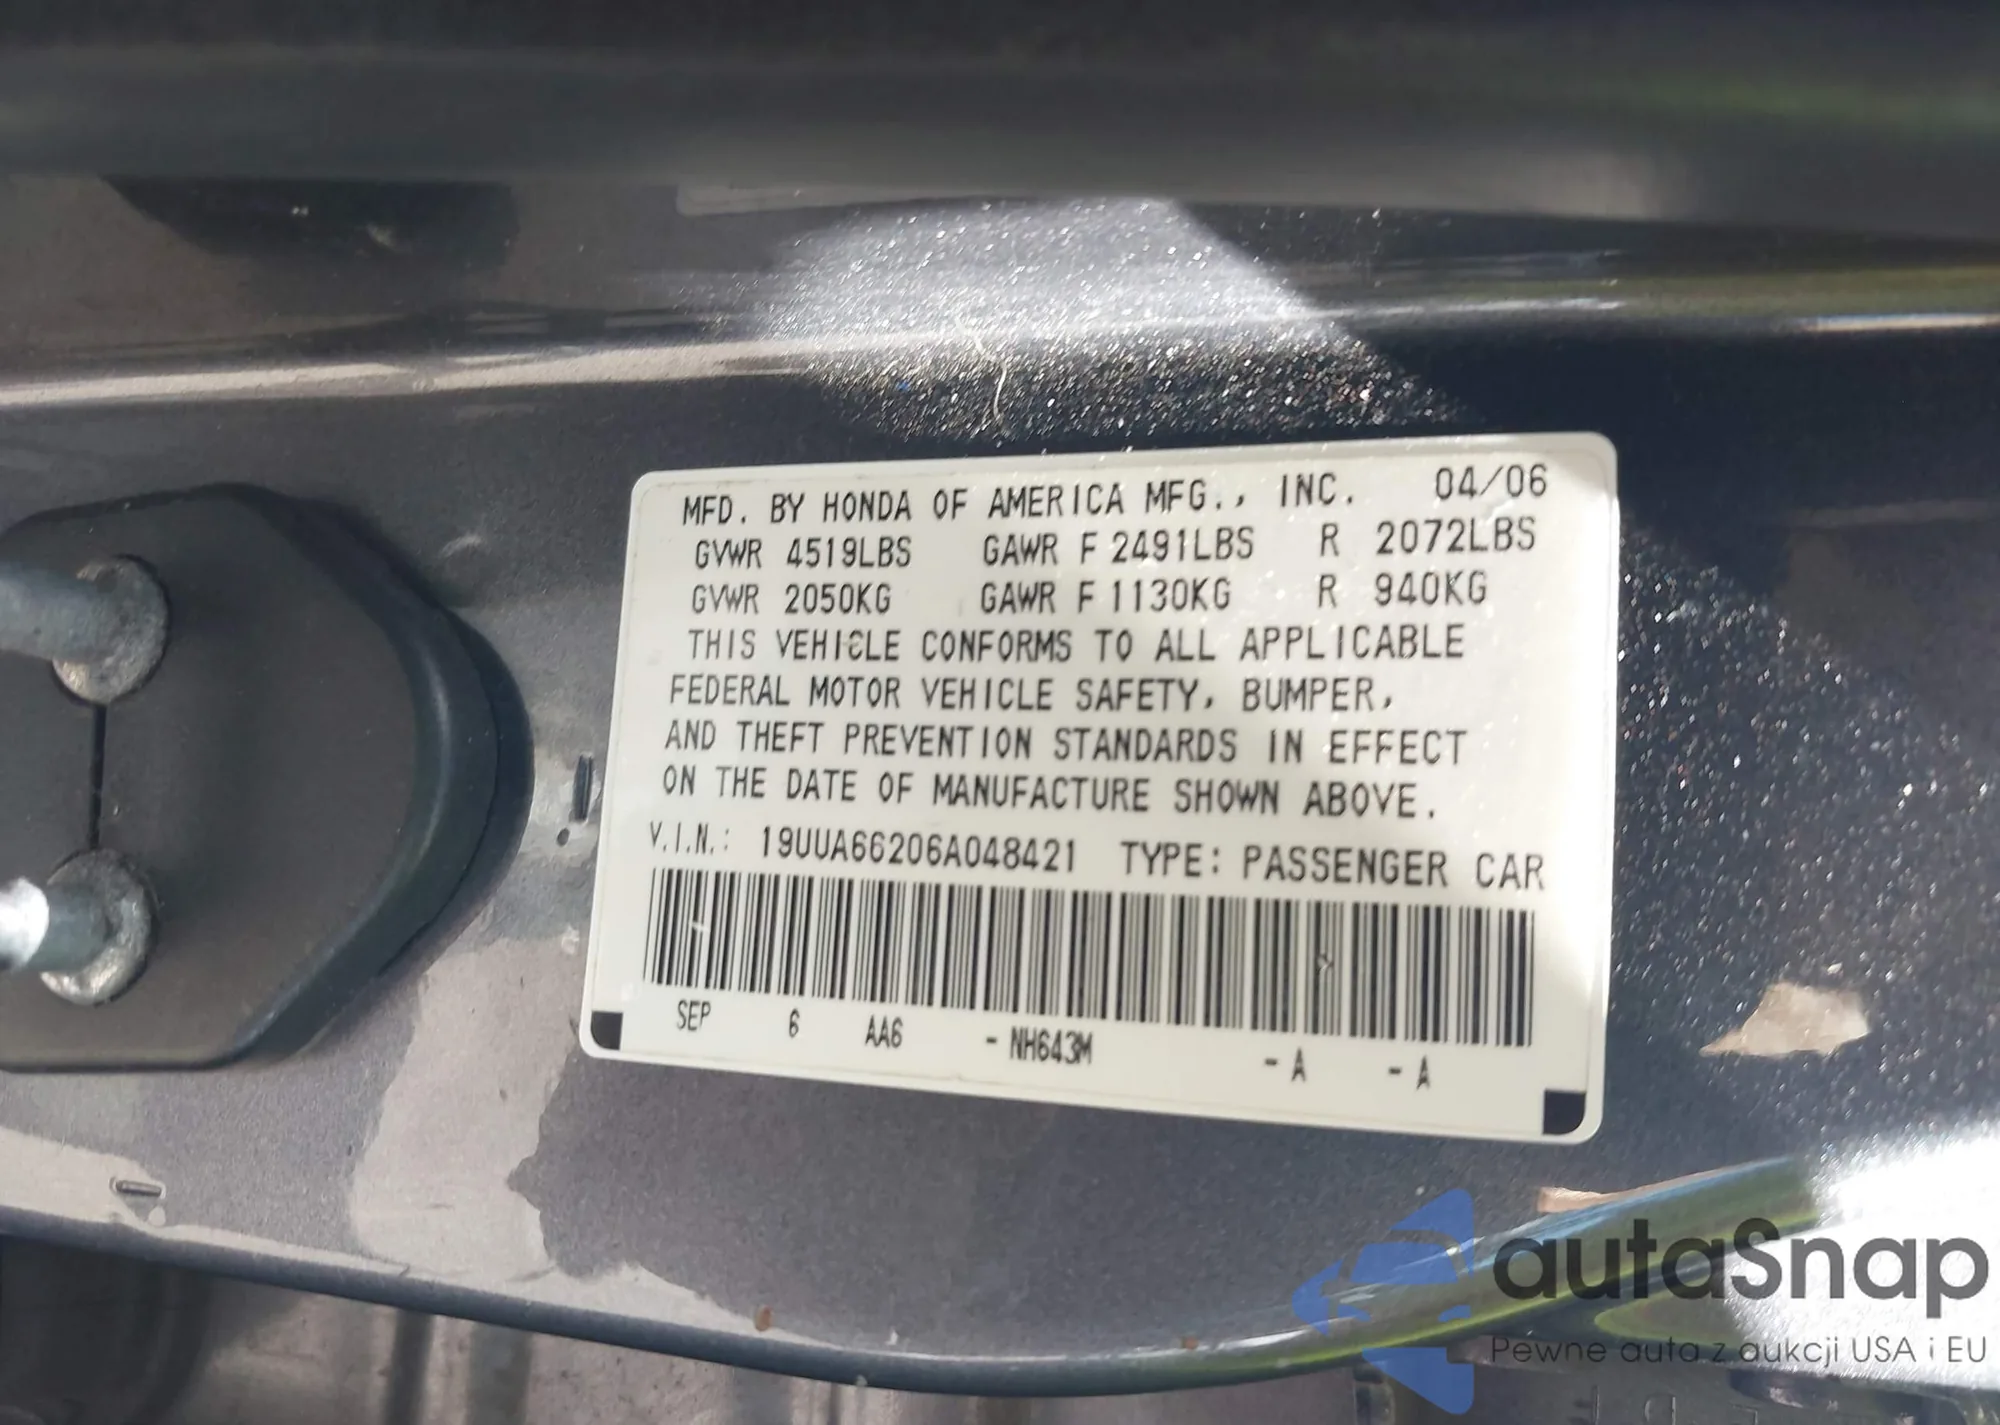 MFD. BY HONDA OF AMERICA MFG., INC. 04/06
GVWR 4519LBS GAWR F 2491LBS R 2072LBS
GVWR 2050KG GAWR F 1130KG R 940KG
THIS VEHICLE CONFORMS TO ALL APPLICABLE
FEDERAL MOTOR VEHICLE SAFETY, BUMPER,
AND THEFT PREVENTION STANDARDS IN EFFECT
ON THE DATE OF MANUFACTURE SHOWN ABOVE.
V.I.N.: 19UUA66206A048421 TYPE: PASSENGER CAR
SEP 6 AA6 - NH643M - A - A
autaSnap
Pewne auta z aukcji USA i EU